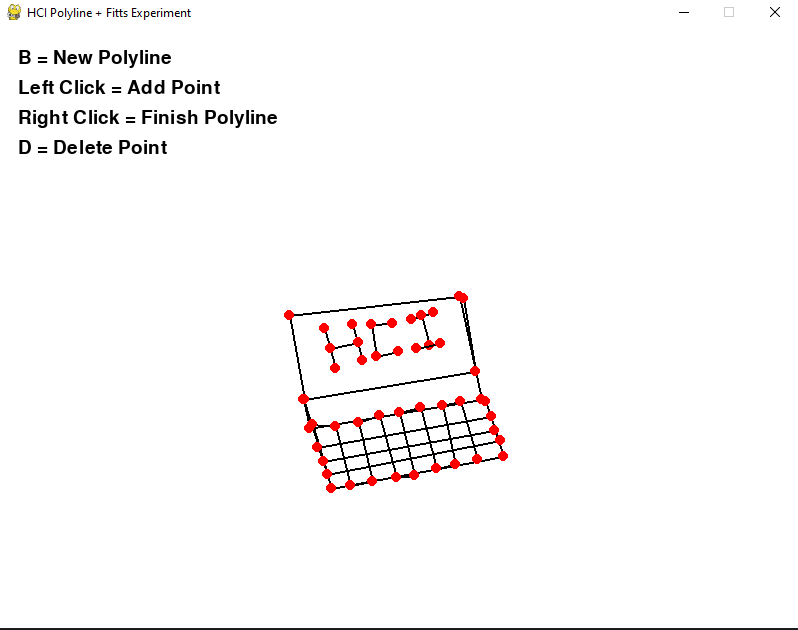 HCI Polyline + Fitts Experiment
B = New Polyline
Left Click = Add Point
Right Click = Finish Polyline
D = Delete Point
HCI